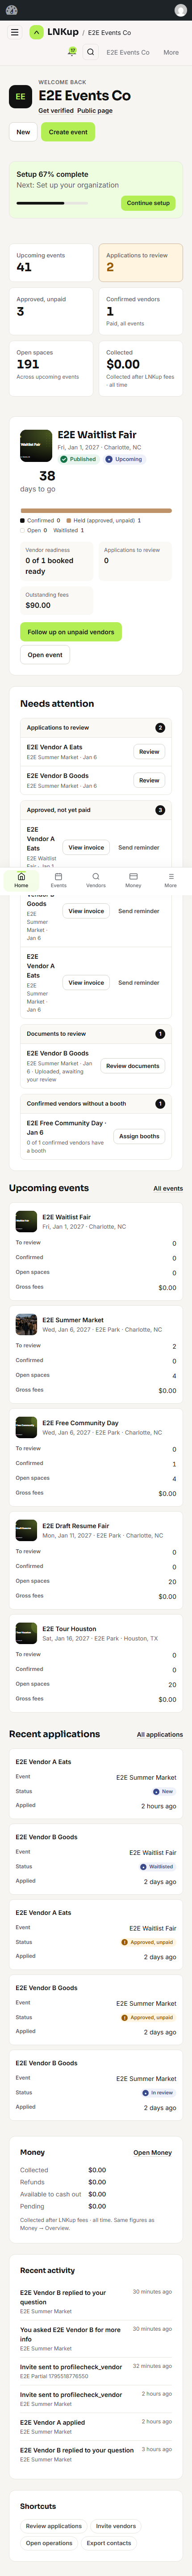 LNKup / E2E Events Co
E2E Events Co More
EE
WELCOME BACK
E2E Events Co
Get verified Public page
New Create event
Setup 67% complete
Next: Set up your organization
Continue setup
Upcoming events
41
Applications to review
2
Approved, unpaid
3
Confirmed vendors
1
Paid, all events
Open spaces
191
Across upcoming events
Collected
$0.00
Collected after LNKup fees
· all time
E2E Waitlist Fair
Fri, Jan 1, 2027 · Charlotte, NC
Published Upcoming
38
days to go
Confirmed 0 Held (approved, unpaid) 1
Open 0 Waitlisted 1
Vendor readiness
0 of 1 booked
ready
Applications to review
0
Outstanding fees
$90.00
Follow up on unpaid vendors
Open event
Needs attention
Applications to review 2
E2E Vendor A Eats
E2E Summer Market · Jan 6
Review
E2E Vendor B Goods
E2E Summer Market · Jan 6
Review
Approved, not yet paid 3
E2E
Vendor A
Eats
E2E Waitlist
View invoice Send reminder
Home Events Vendors Money More
Goods
E2E
Summer
Market ·
Jan 6
View invoice Send reminder
E2E
Vendor A
Eats
E2E
Summer
Market ·
Jan 6
View invoice Send reminder
Documents to review 1
E2E Vendor B Goods
E2E Summer Market · Jan
6 · Uploaded, awaiting
your review
Review documents
Confirmed vendors without a booth 1
E2E Free Community Day ·
Jan 6
0 of 1 confirmed vendors have
a booth
Assign booths
Upcoming events All events
E2E Waitlist Fair
Fri, Jan 1, 2027 · Charlotte, NC
To review 0
Confirmed 0
Open spaces 0
Gross fees $0.00
E2E Summer Market
Wed, Jan 6, 2027 · E2E Park · Charlotte, NC
To review 2
Confirmed 0
Open spaces 4
Gross fees $0.00
E2E Free Community Day
Wed, Jan 6, 2027 · E2E Park · Charlotte, NC
To review 0
Confirmed 1
Open spaces 4
Gross fees $0.00
E2E Draft Resume Fair
Mon, Jan 11, 2027 · E2E Park · Charlotte, NC
To review 0
Confirmed 0
Open spaces 20
Gross fees $0.00
E2E Tour Houston
Sat, Jan 16, 2027 · E2E Park · Houston, TX
To review 0
Confirmed 0
Open spaces 20
Gross fees $0.00
Recent applications All applications
E2E Vendor A Eats
Event E2E Summer Market
Status New
Applied 2 hours ago
E2E Vendor B Goods
Event E2E Waitlist Fair
Status Waitlisted
Applied 2 days ago
E2E Vendor A Eats
Event E2E Waitlist Fair
Status Approved, unpaid
Applied 2 days ago
E2E Vendor B Goods
Event E2E Summer Market
Status Approved, unpaid
Applied 2 days ago
E2E Vendor B Goods
Event E2E Summer Market
Status In review
Applied 2 days ago
Money Open Money
Collected $0.00
Refunds $0.00
Available to cash out $0.00
Pending $0.00
Collected after LNKup fees · all time. Same figures as
Money → Overview.
Recent activity
E2E Vendor B replied to your
question
E2E Summer Market
30 minutes ago
You asked E2E Vendor B for more
info
E2E Summer Market
30 minutes ago
Invite sent to profilecheck_vendor
E2E Partial 1795518776550
32 minutes ago
Invite sent to profilecheck_vendor
E2E Summer Market
2 hours ago
E2E Vendor A applied
E2E Summer Market
2 hours ago
E2E Vendor B replied to your question
E2E Summer Market
3 hours ago
Shortcuts
Review applications Invite vendors
Open operations Export contacts